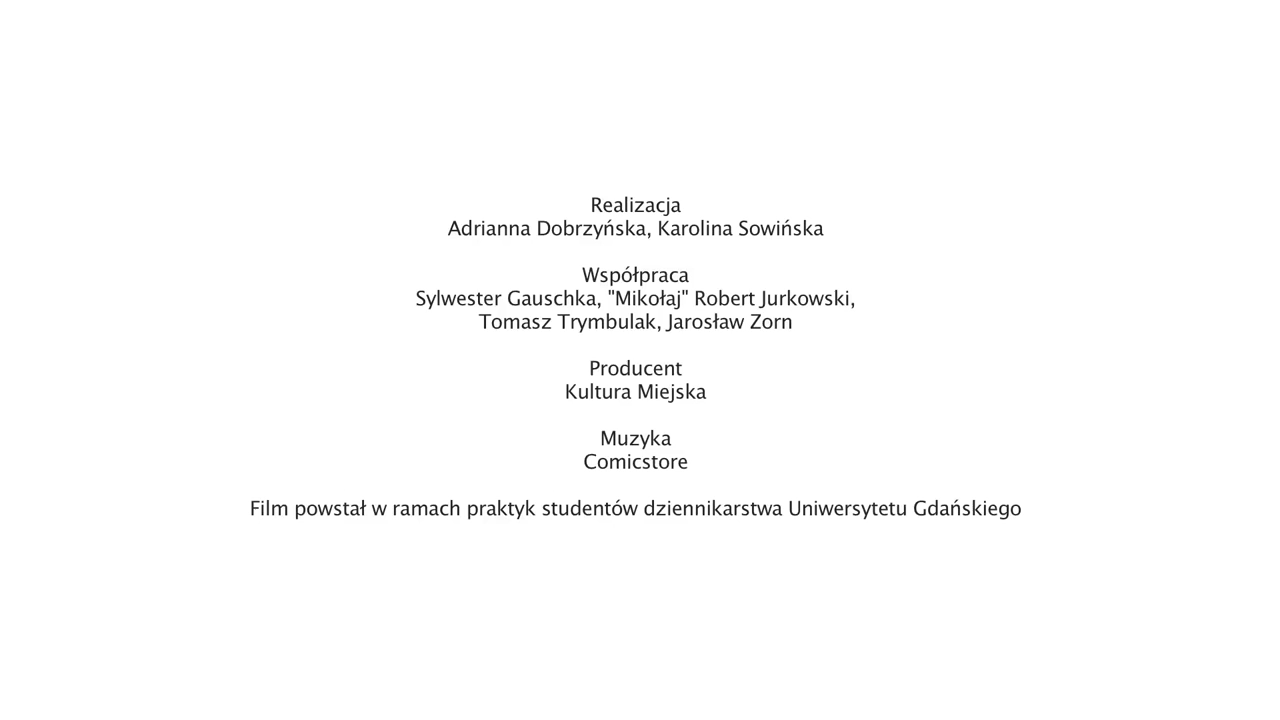 Realizacja
Adrianna Dobrzyńska, Karolina Sowińska
Współpraca
Sylwester Gauschka, "Mikołaj" Robert Jurkowski,
Tomasz Trymbulak, Jarosław Zorn
Producent
Kultura Miejska
Muzyka
Comicstore
Film powstał w ramach praktyk studentów dziennikarstwa Uniwersytetu Gdańskiego